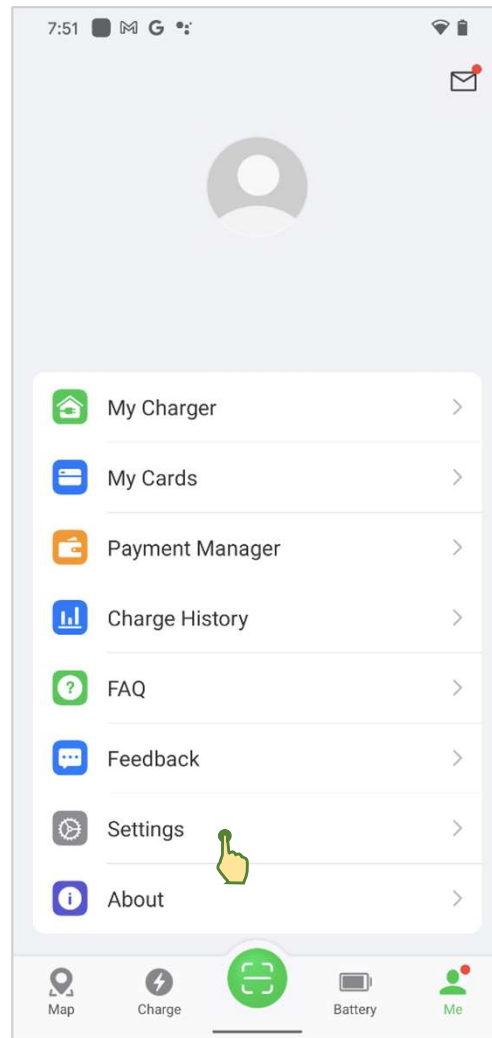 7:51
My Charger
My Cards
Payment Manager
Charge History
FAQ
Feedback
Settings
About
Map Charge Battery Me